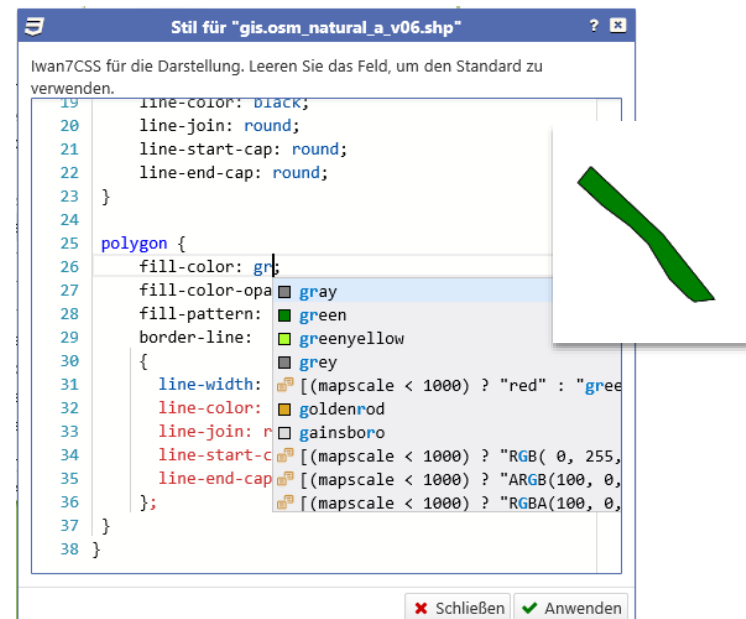 Stil für "gis.osm_natural_a_v06.shp" ?
Iwan7CSS für die Darstellung. Leeren Sie das Feld, um den Standard zu
verwenden.
19 line-color: black;
20 line-join: round;
21 line-start-cap: round;
22 line-end-cap: round;
23 }
24
25 polygon {
26 fill-color: gr;
27 fill-color-opa
28 fill-pattern:
29 border-line:
30 {
31 line-width:
32 line-color:
33 line-join: r
34 line-start-c
35 line-end-cap
36 };
37 }
38 }
gray
green
greenyellow
grey
[(mapscale < 1000) ? "red" : "gree
goldenrod
gainsboro
[(mapscale < 1000) ? "RGB( 0, 255,
[(mapscale < 1000) ? "ARGB(100, 0,
[(mapscale < 1000) ? "RGBA(100, 0,
Schließen Anwenden